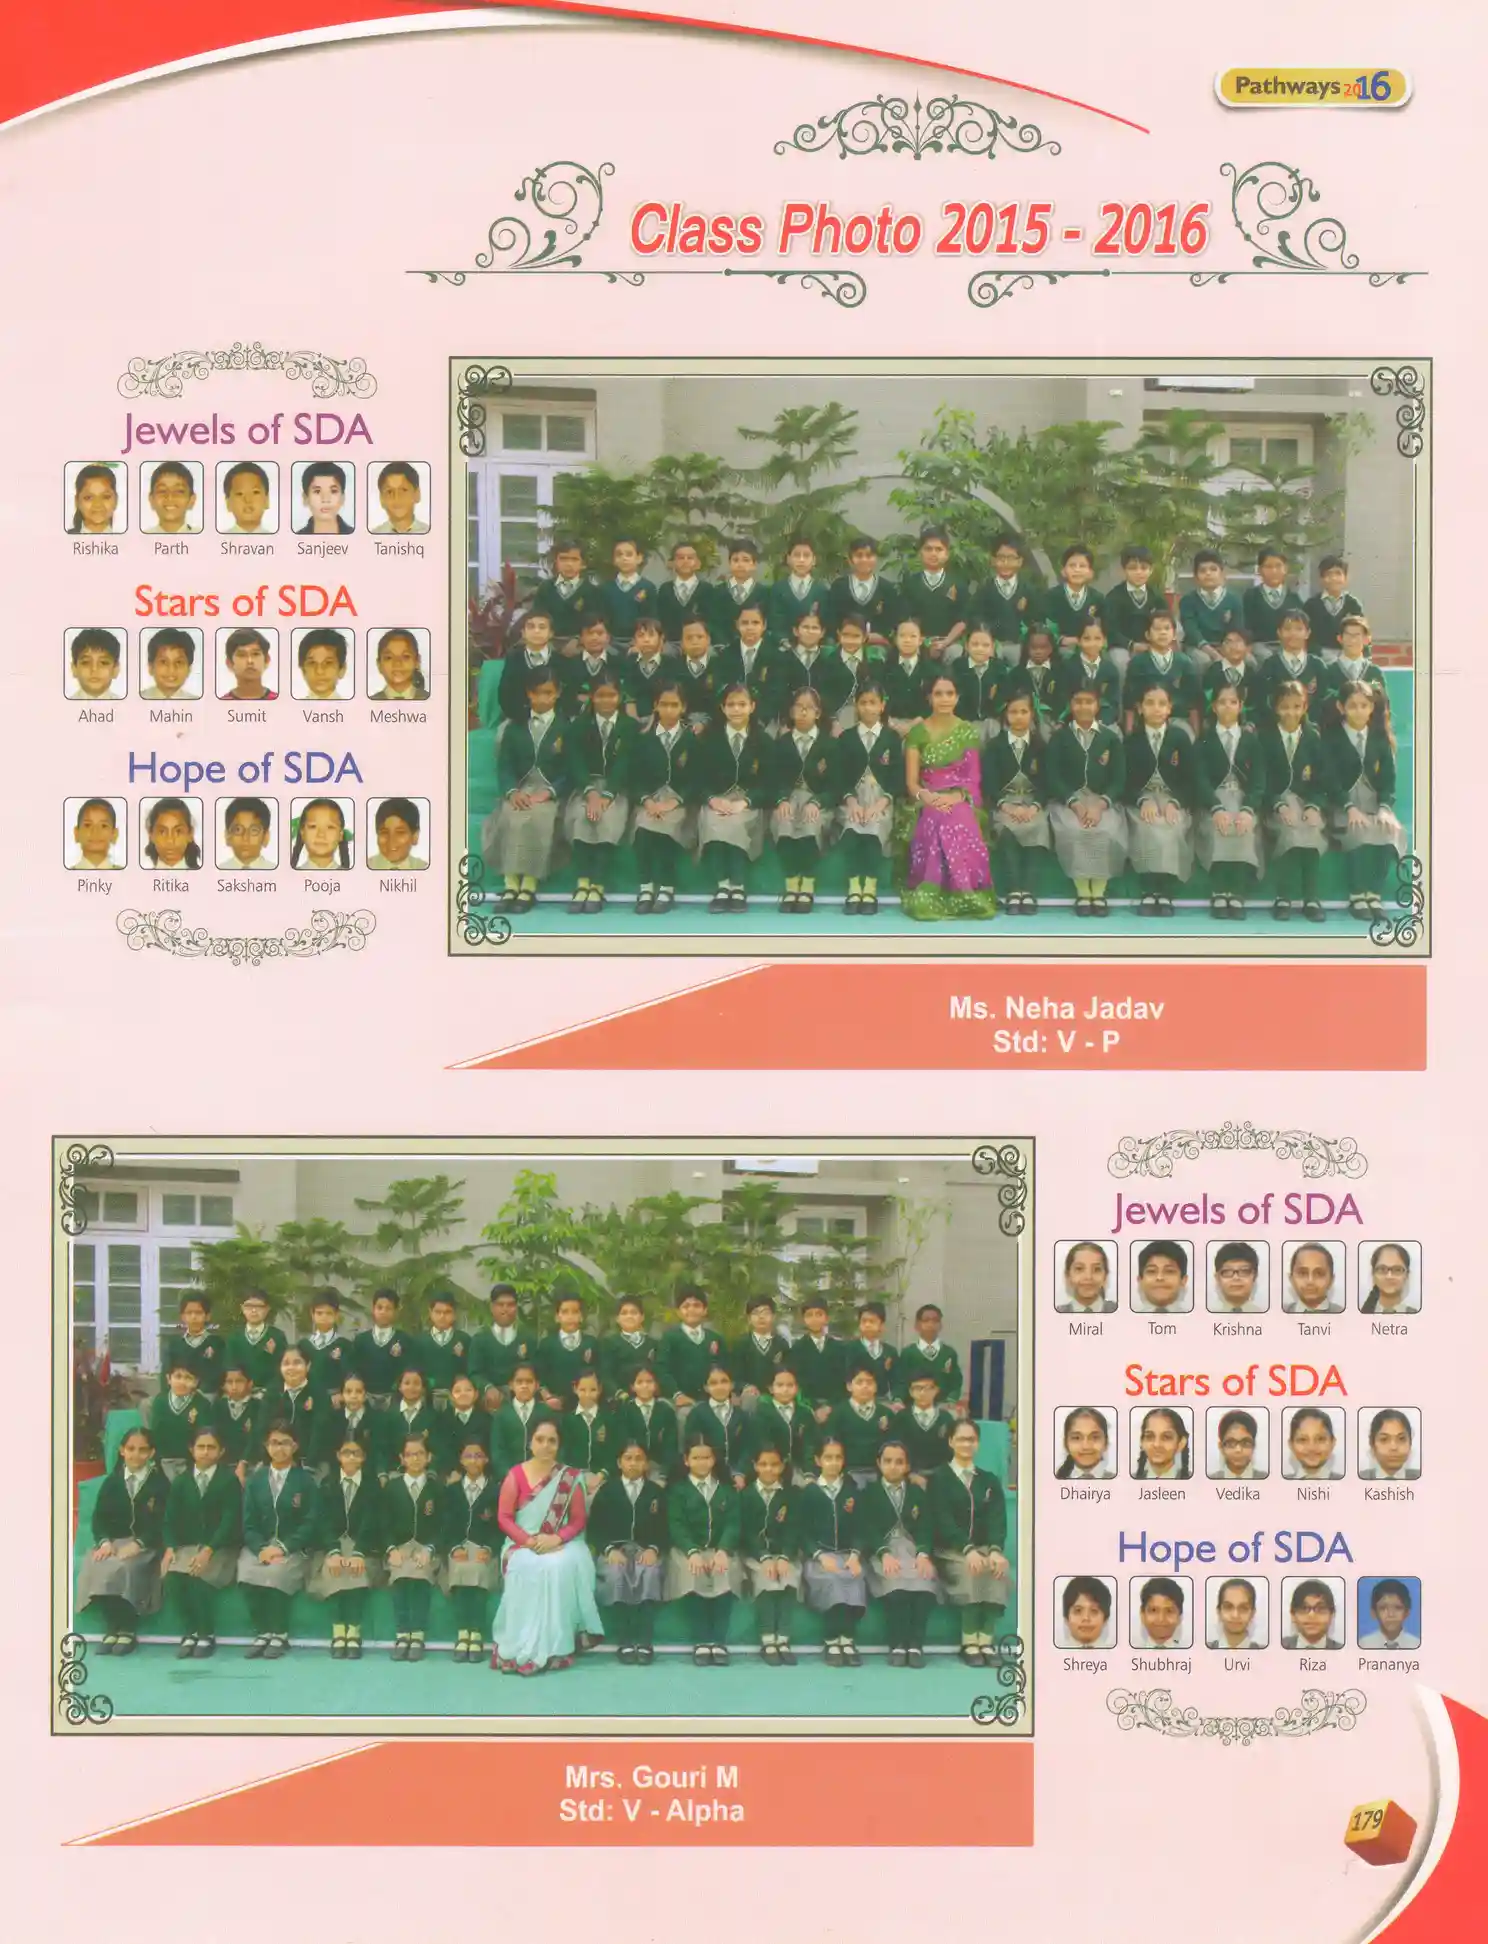 Pathways 2016
Class Photo 2015 - 2016
Jewels of SDA
Rishika Parth Shravan Sanjeev Tanishq
Stars of SDA
Ahad Mahin Sumit Vansh Meshwa
Hope of SDA
Pinky Ritika Saksham Pooja Nikhil
Ms. Neha Jadav
Std: V - P
Jewels of SDA
Miral Tom Krishna Tanvi Netra
Stars of SDA
Dhairya Jasleen Vedika Nishi Kashish
Hope of SDA
Shreya Shubhraj Urvi Riza Prananya
Mrs. Gouri M
Std: V - Alpha
179